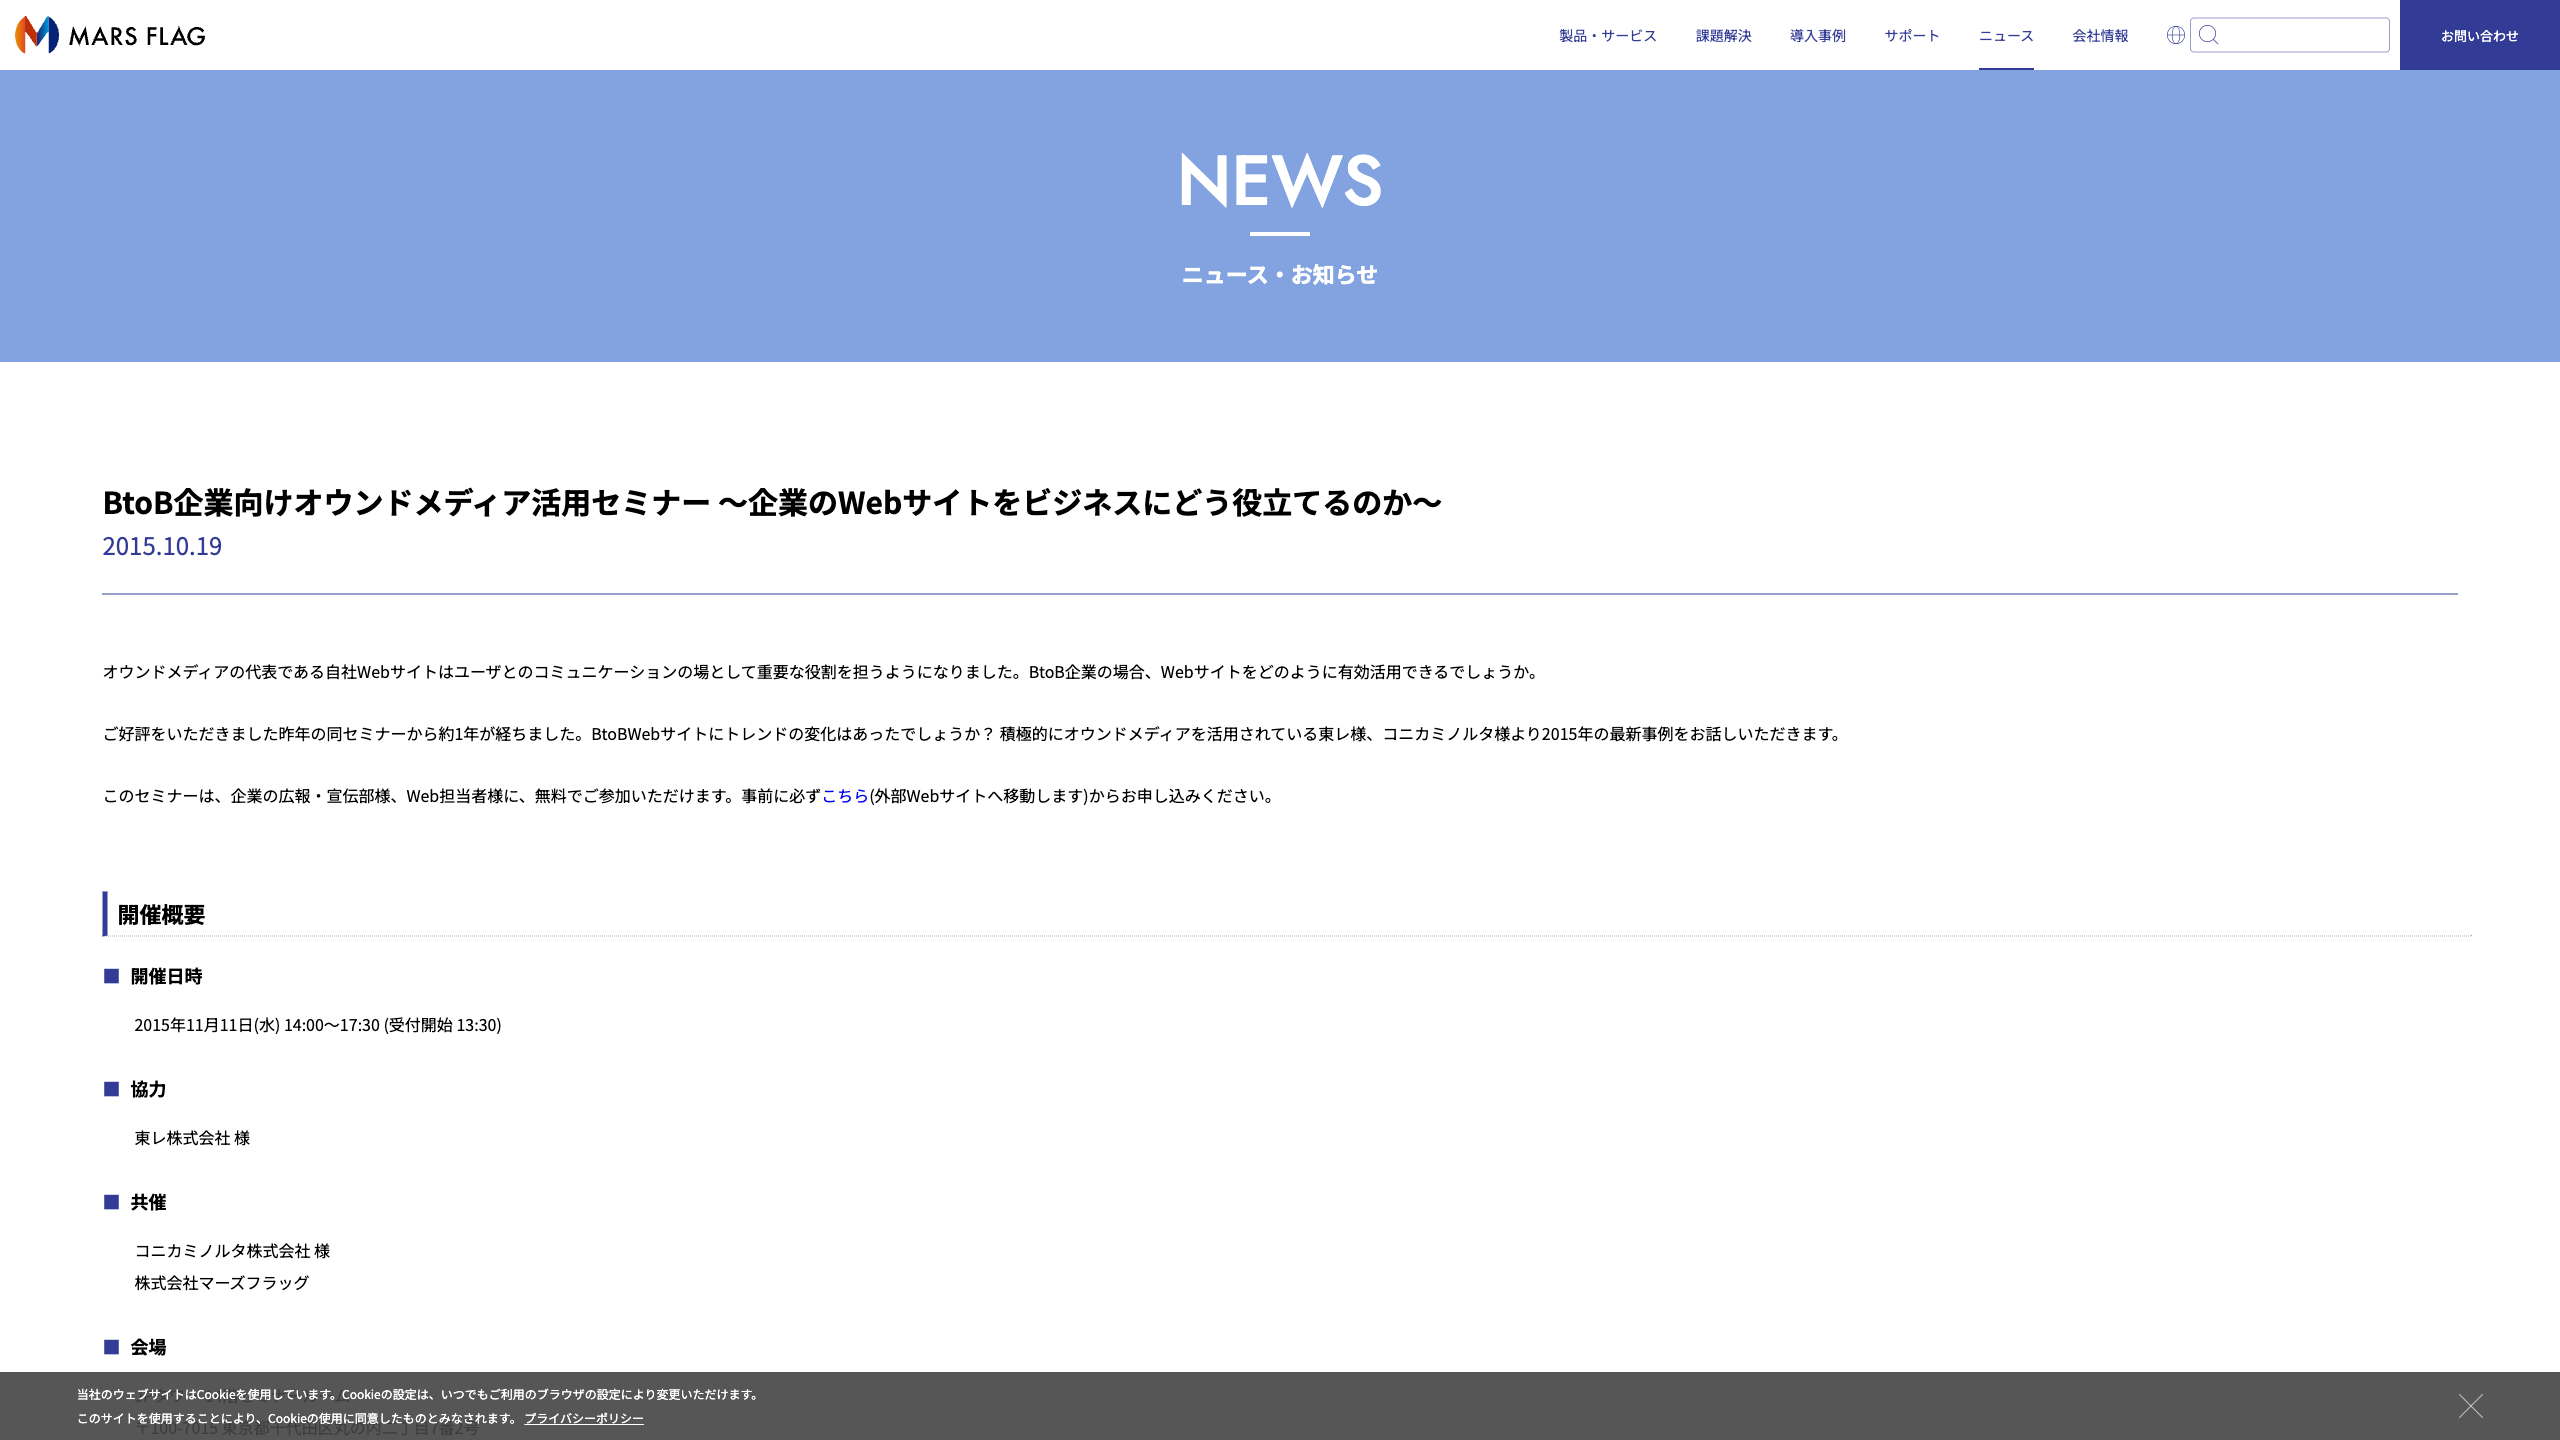 MARS FLAG
製品・サービス 課題解決 導入事例 サポート ニュース 会社情報 お問い合わせ
NEWS
ニュース・お知らせ
BtoB企業向けオウンドメディア活用セミナー ～企業のWebサイトをビジネスにどう役立てるのか～
2015.10.19
オウンドメディアの代表である自社Webサイトはユーザとのコミュニケーションの場として重要な役割を担うようになりました。BtoB企業の場合、Webサイトをどのように有効活用できるでしょうか。
ご好評をいただきました昨年の同セミナーから約1年が経ちました。BtoBWebサイトにトレンドの変化はあったでしょうか？ 積極的にオウンドメディアを活用されている東レ様、コニカミノルタ様より2015年の最新事例をお話しいただきます。
このセミナーは、企業の広報・宣伝部様、Web担当者様に、無料でご参加いただけます。事前に必ずこちら(外部Webサイトへ移動します)からお申し込みください。
開催概要
■ 開催日時
2015年11月11日(水) 14:00～17:30 (受付開始 13:30)
■ 協力
東レ株式会社 様
■ 共催
コニカミノルタ株式会社 様
株式会社マーズフラッグ
■ 会場
当社のウェブサイトはCookieを使用しています。Cookieの設定は、いつでもご利用のブラウザの設定により変更いただけます。
このサイトを使用することにより、Cookieの使用に同意したものとみなされます。 プライバシーポリシー
〒100-7015 東京都千代田区丸の内二丁目7番2号